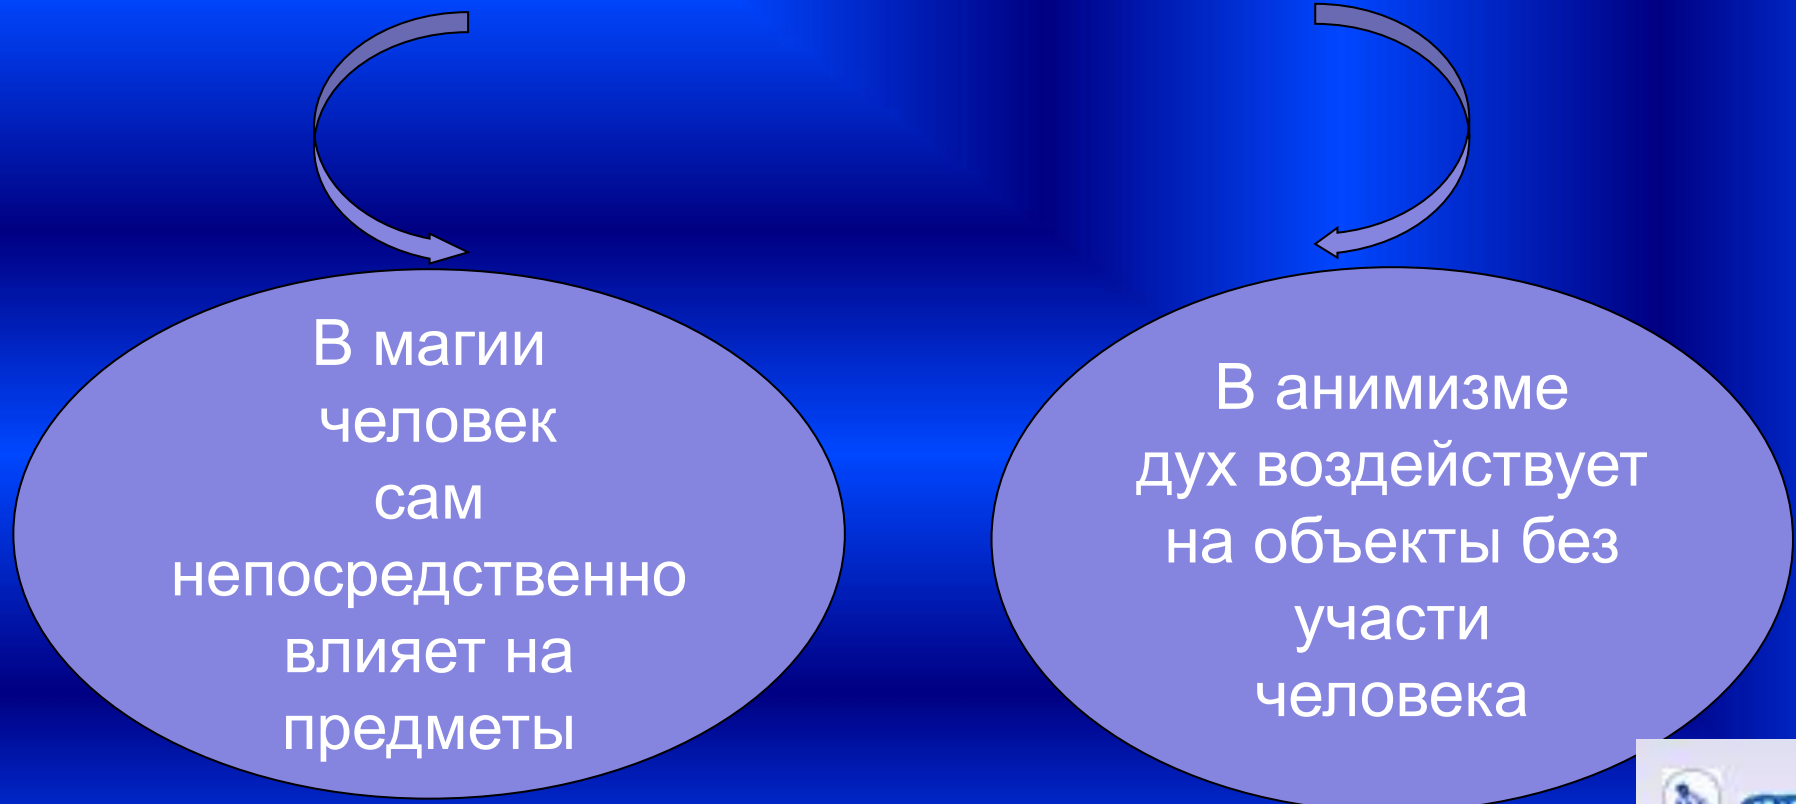 В магии
человек
сам
непосредственно
влияет на
предметы
В анимизме
дух воздействует
на объекты без
участи
человека